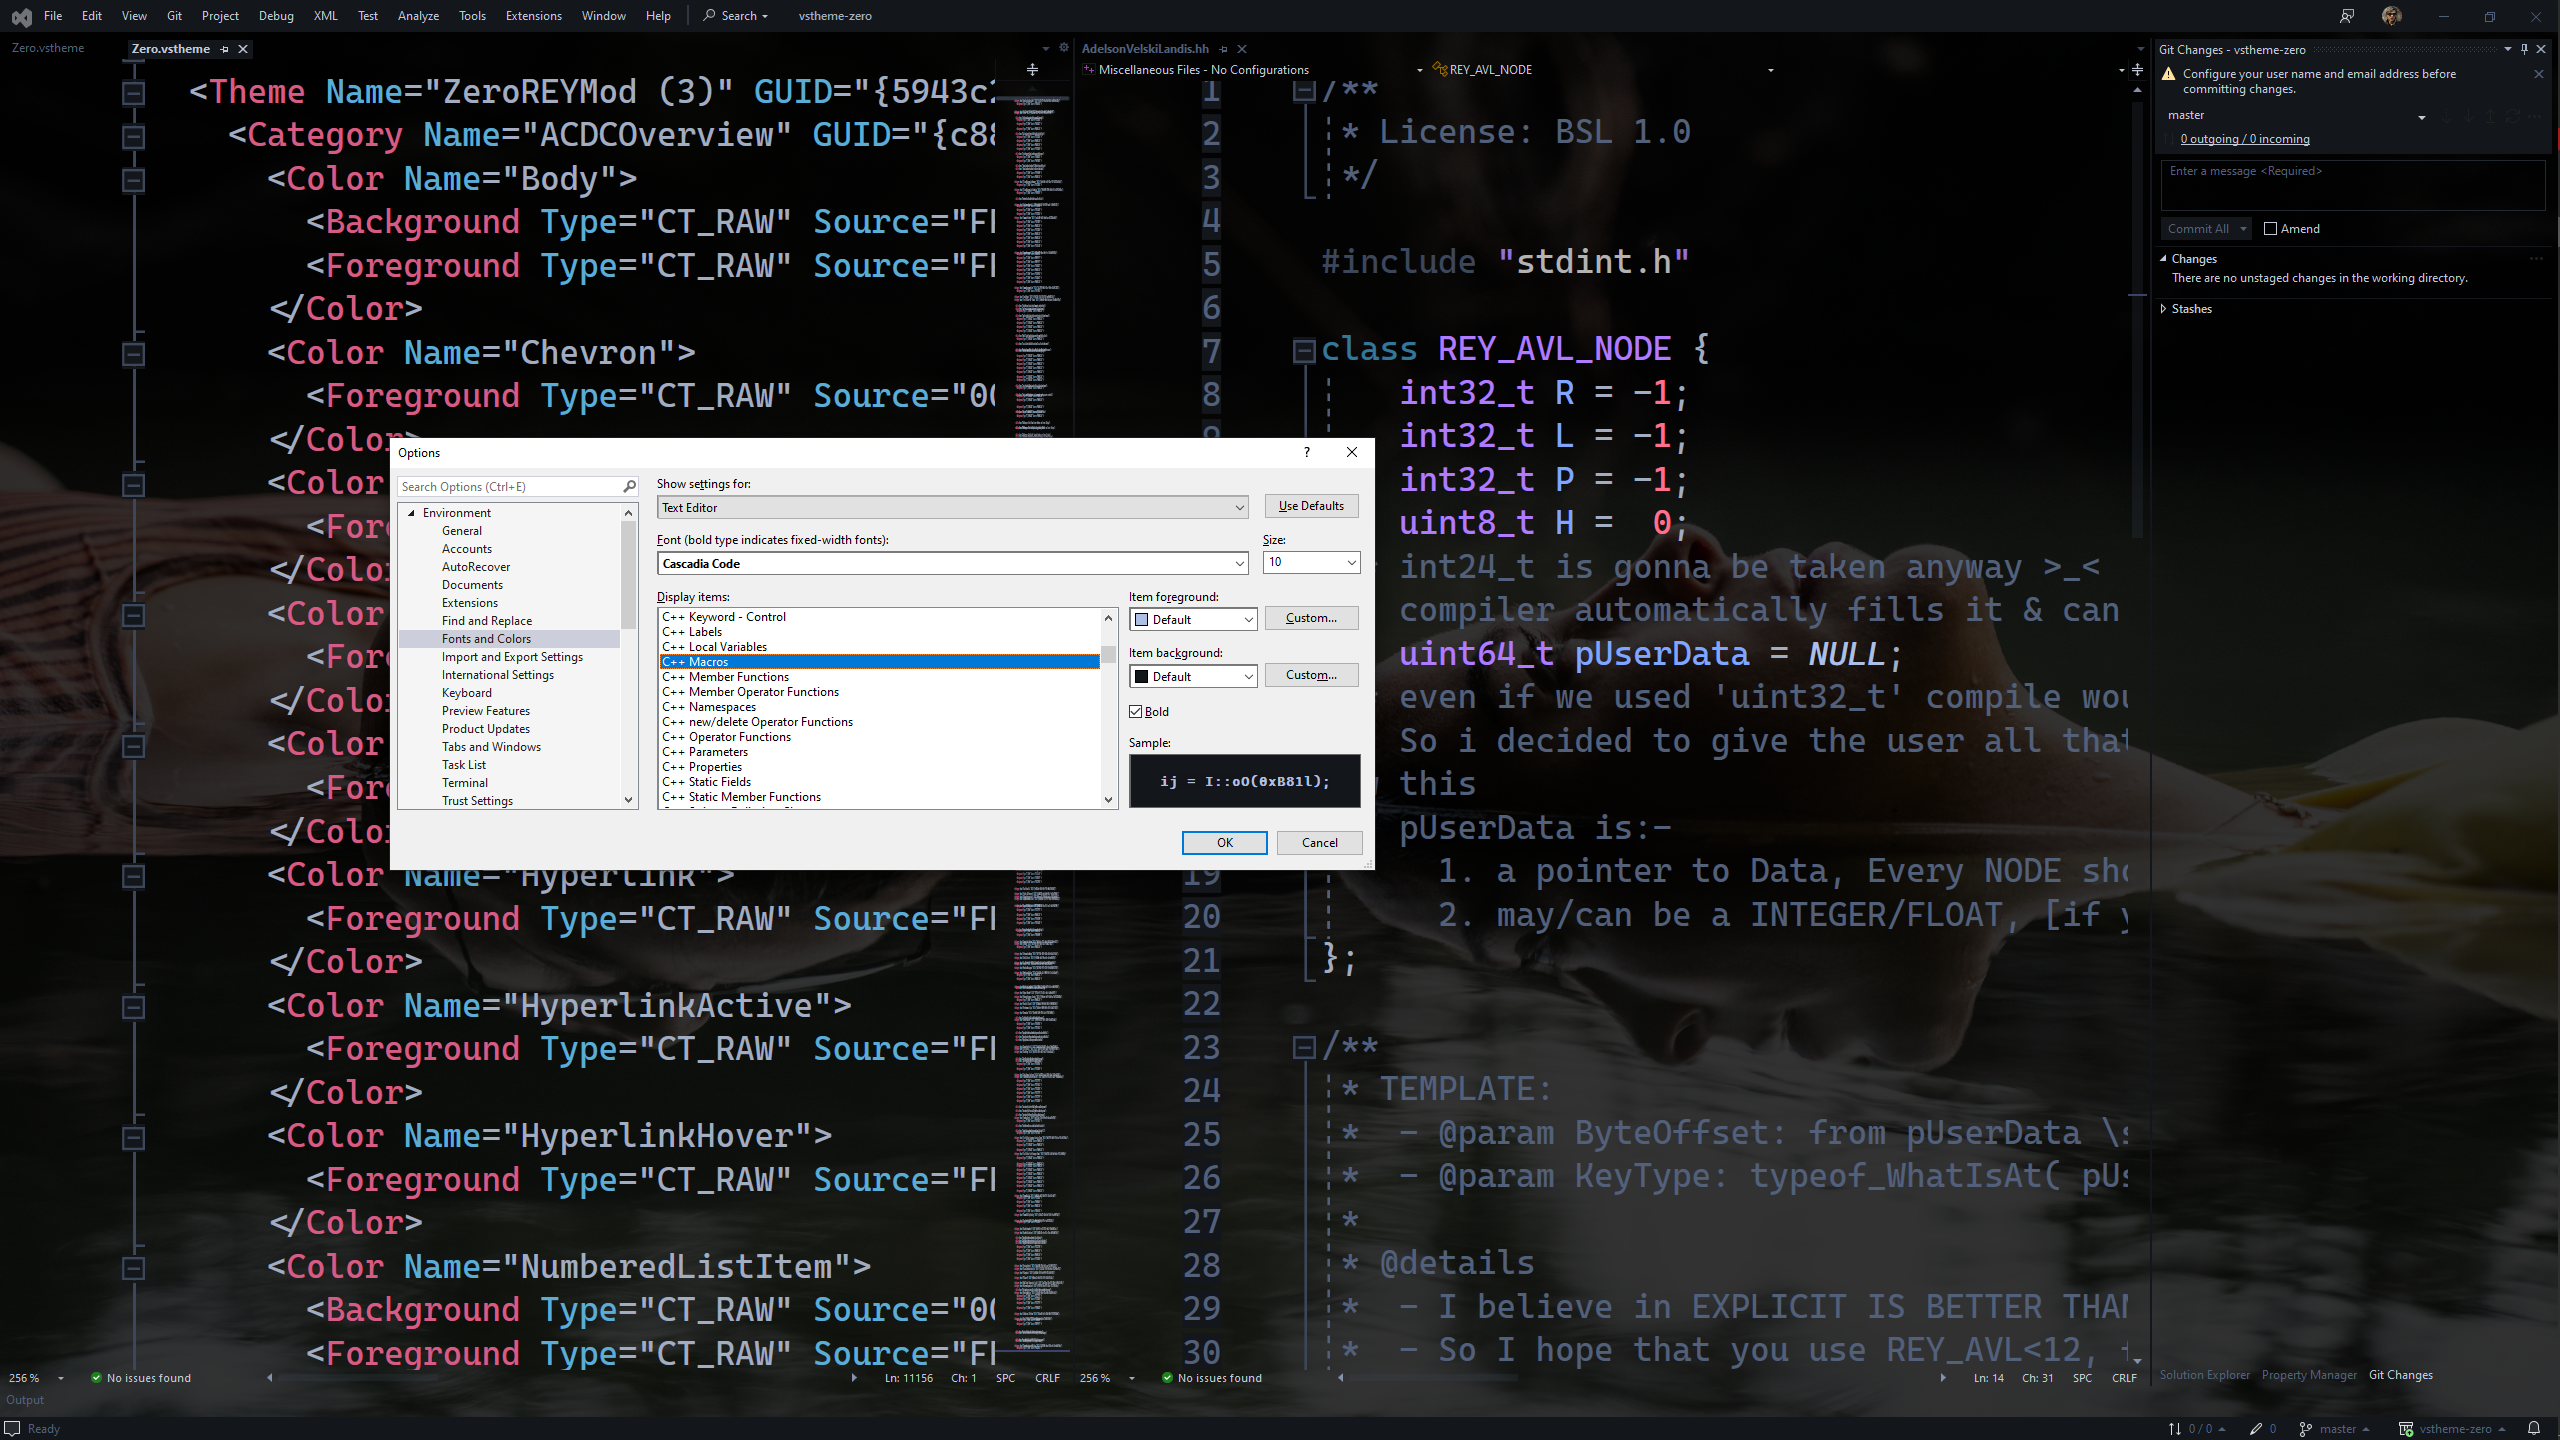 File Edit View Git Project Debug XML Test Analyze Tools Extensions Window Help Search vstheme-zero
Zero.vstheme
Zero.vstheme
<Theme Name="ZeroREYMod (3)" GUID="{5943c
<Category Name="ACDCOverview" GUID="{c88
<Color Name="Body">
<Background Type="CT_RAW" Source="FF
<Foreground Type="CT_RAW" Source="FF
</Color>
<Color Name="Chevron">
<Foreground Type="CT_RAW" Source="00
</Color>
<Color
<Fore
</Color
<Color
<Fore
</Color
<Color
<Fore
</Color
<Color Name="Hyperlink">
<Foreground Type="CT_RAW" Source="FF
</Color>
<Color Name="HyperlinkActive">
<Foreground Type="CT_RAW" Source="FF
</Color>
<Color Name="HyperlinkHover">
<Foreground Type="CT_RAW" Source="FF
</Color>
<Color Name="NumberedListItem">
<Background Type="CT_RAW" Source="00
<Foreground Type="CT_RAW" Source="FF
256 %
No issues found
Ln: 11156 Ch: 1 SPC CRLF
Options
Search Options (Ctrl+E)
Environment
General
Accounts
AutoRecover
Documents
Extensions
Find and Replace
Fonts and Colors
Import and Export Settings
International Settings
Keyboard
Preview Features
Product Updates
Tabs and Windows
Task List
Terminal
Trust Settings
Show settings for:
Text Editor
Use Defaults
Font (bold type indicates fixed-width fonts):
Cascadia Code
Size:
10
Display items:
C++ Keyword - Control
C++ Labels
C++ Local Variables
C++ Macros
C++ Member Functions
C++ Member Operator Functions
C++ Namespaces
C++ new/delete Operator Functions
C++ Operator Functions
C++ Parameters
C++ Properties
C++ Static Fields
C++ Static Member Functions
Item foreground:
Default
Custom...
Item background:
Default
Custom...
Bold
Sample:
ij = I::oO(0xB81l);
OK
Cancel
AdelsonVelskiLandis.hh
Miscellaneous Files - No Configurations
REY_AVL_NODE
1 /**
2 * License: BSL 1.0
3 */
4
5 #include "stdint.h"
6
7 class REY_AVL_NODE {
8 int32_t R = -1;
int32_t L = -1;
int32_t P = -1;
uint8_t H = 0;
int24_t is gonna be taken anyway >_<
compiler automatically fills it & can
uint64_t pUserData = NULL;
even if we used 'uint32_t' compile wou
So i decided to give the user all that
this
pUserData is:-
19 1. a pointer to Data, Every NODE sho
20 2. may/can be a INTEGER/FLOAT, [if y
21 };
22
23 /**
24 * TEMPLATE:
25 * - @param ByteOffset: from pUserData \s
26 * - @param KeyType: typeof_WhatIsAt( pUs
27 *
28 * @details
29 * - I believe in EXPLICIT IS BETTER THAN
30 * - So I hope that you use REY_AVL<12,
256 %
No issues found
Ln: 14 Ch: 31 SPC CRLF
Git Changes - vstheme-zero
Configure your user name and email address before
committing changes.
master
0 outgoing / 0 incoming
Enter a message <Required>
Commit All
Amend
Changes
There are no unstaged changes in the working directory.
Stashes
Solution Explorer Property Manager Git Changes
Output
Ready
0 / 0 0 master vstheme-zero